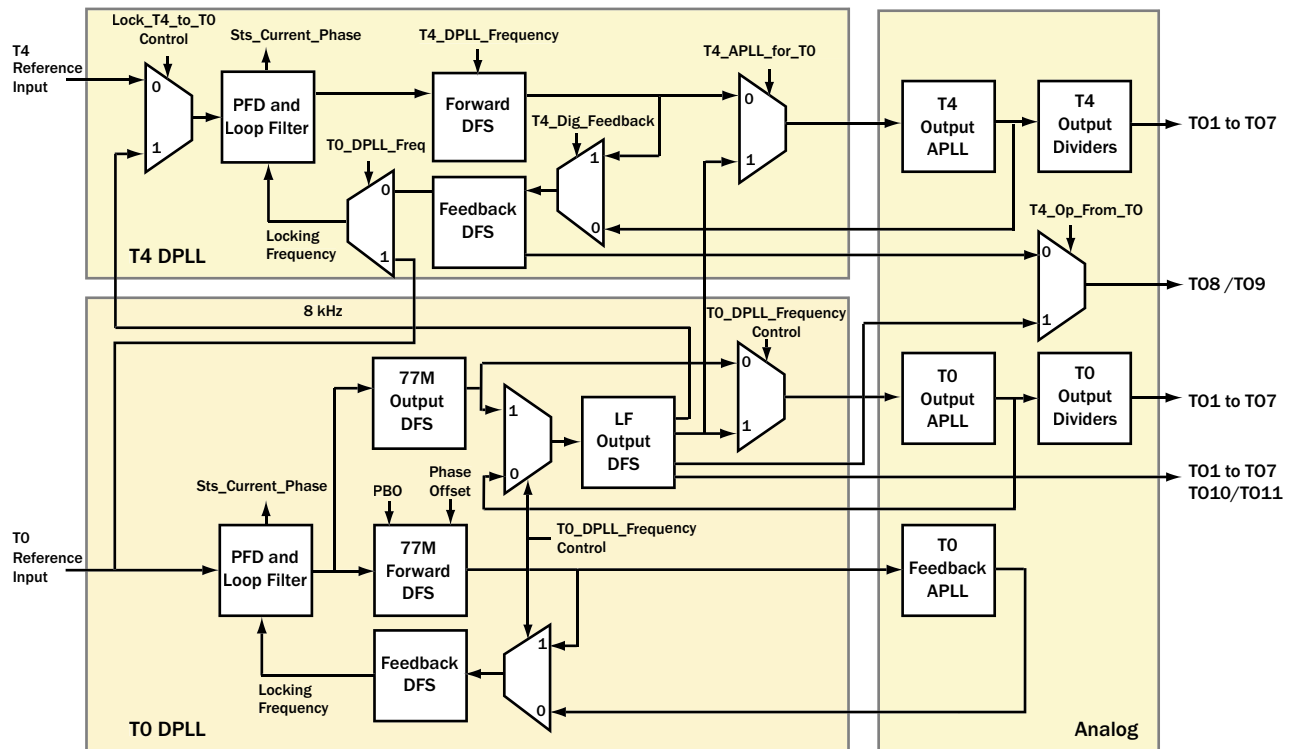 Lock_T4_to_T0
Control
T4
Reference
Input
0
1
Sts_Current_Phase
PFD and
Loop Filter
T4_DPLL_Frequency
Forward
DFS
T4_Dig_Feedback
1
0
T0_DPLL_Freq
0
1
Feedback
DFS
Locking
Frequency
T4 DPLL
T4_APLL_for_T0
0
1
T4
Output
APLL
T4
Output
Dividers
TO1 to TO7
T4_Op_From_T0
0
1
TO8 /TO9
8 kHz
T0_DPLL_Frequency
Control
0
1
77M
Output
DFS
1
0
LF
Output
DFS
T0
Output
APLL
T0
Output
Dividers
TO1 to TO7
TO1 to TO7
TO10/TO11
Sts_Current_Phase
PBO
Phase
Offset
T0
Reference
Input
PFD and
Loop Filter
77M
Forward
DFS
T0_DPLL_Frequency
Control
T0
Feedback
APLL
1
0
Feedback
DFS
Locking
Frequency
T0 DPLL
Analog